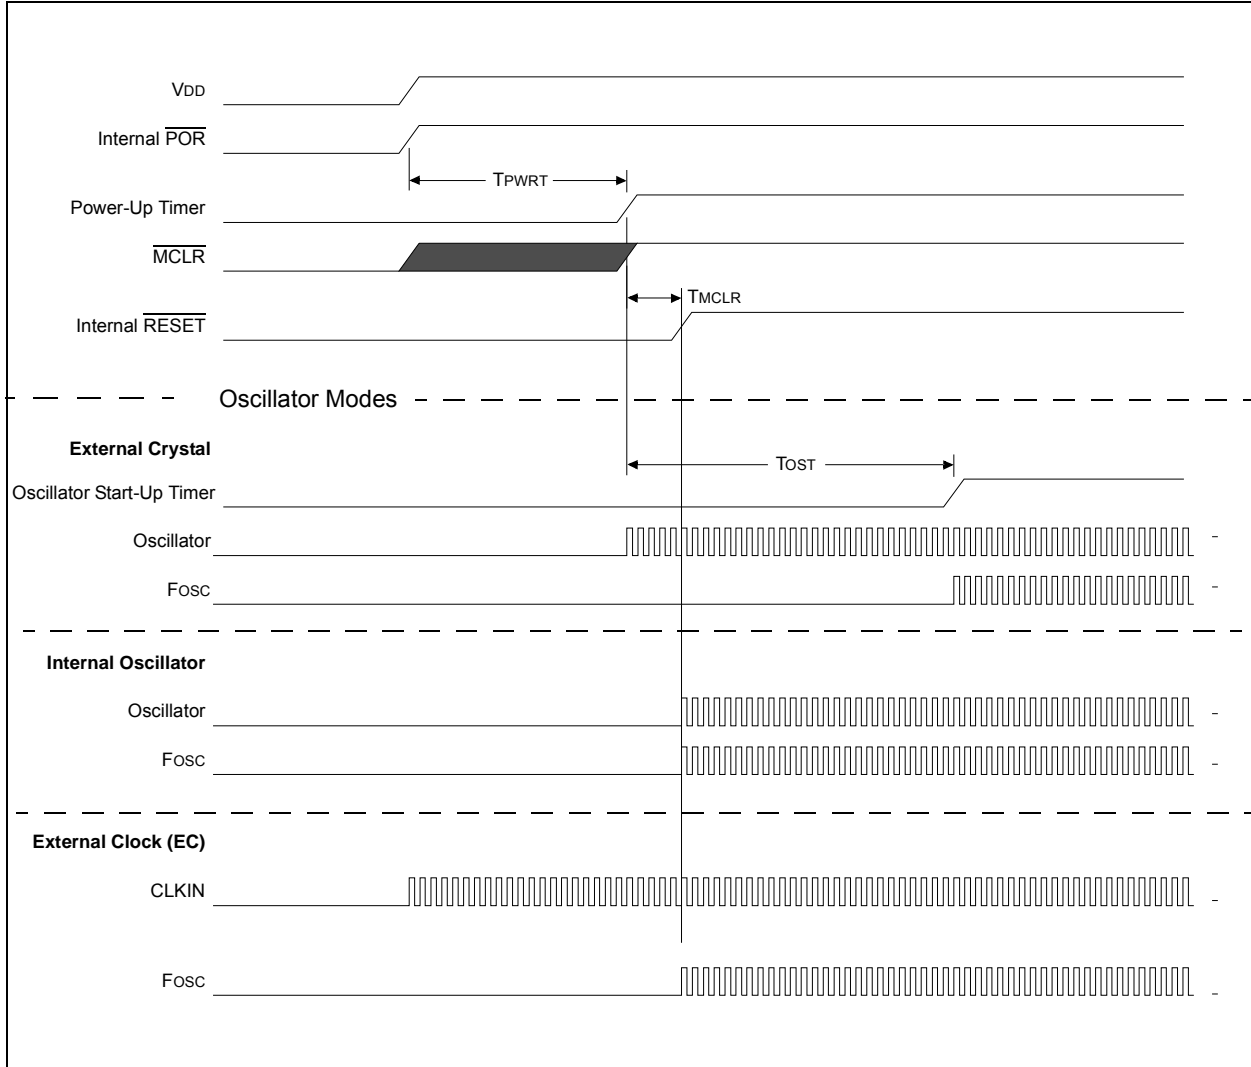 VDD
Internal POR
TPWRT
Power-Up Timer
MCLR
TMCLR
Internal RESET
Oscillator Modes
External Crystal
TOST
Oscillator Start-Up Timer
Oscillator
FOSC
Internal Oscillator
Oscillator
FOSC
External Clock (EC)
CLKIN
FOSC